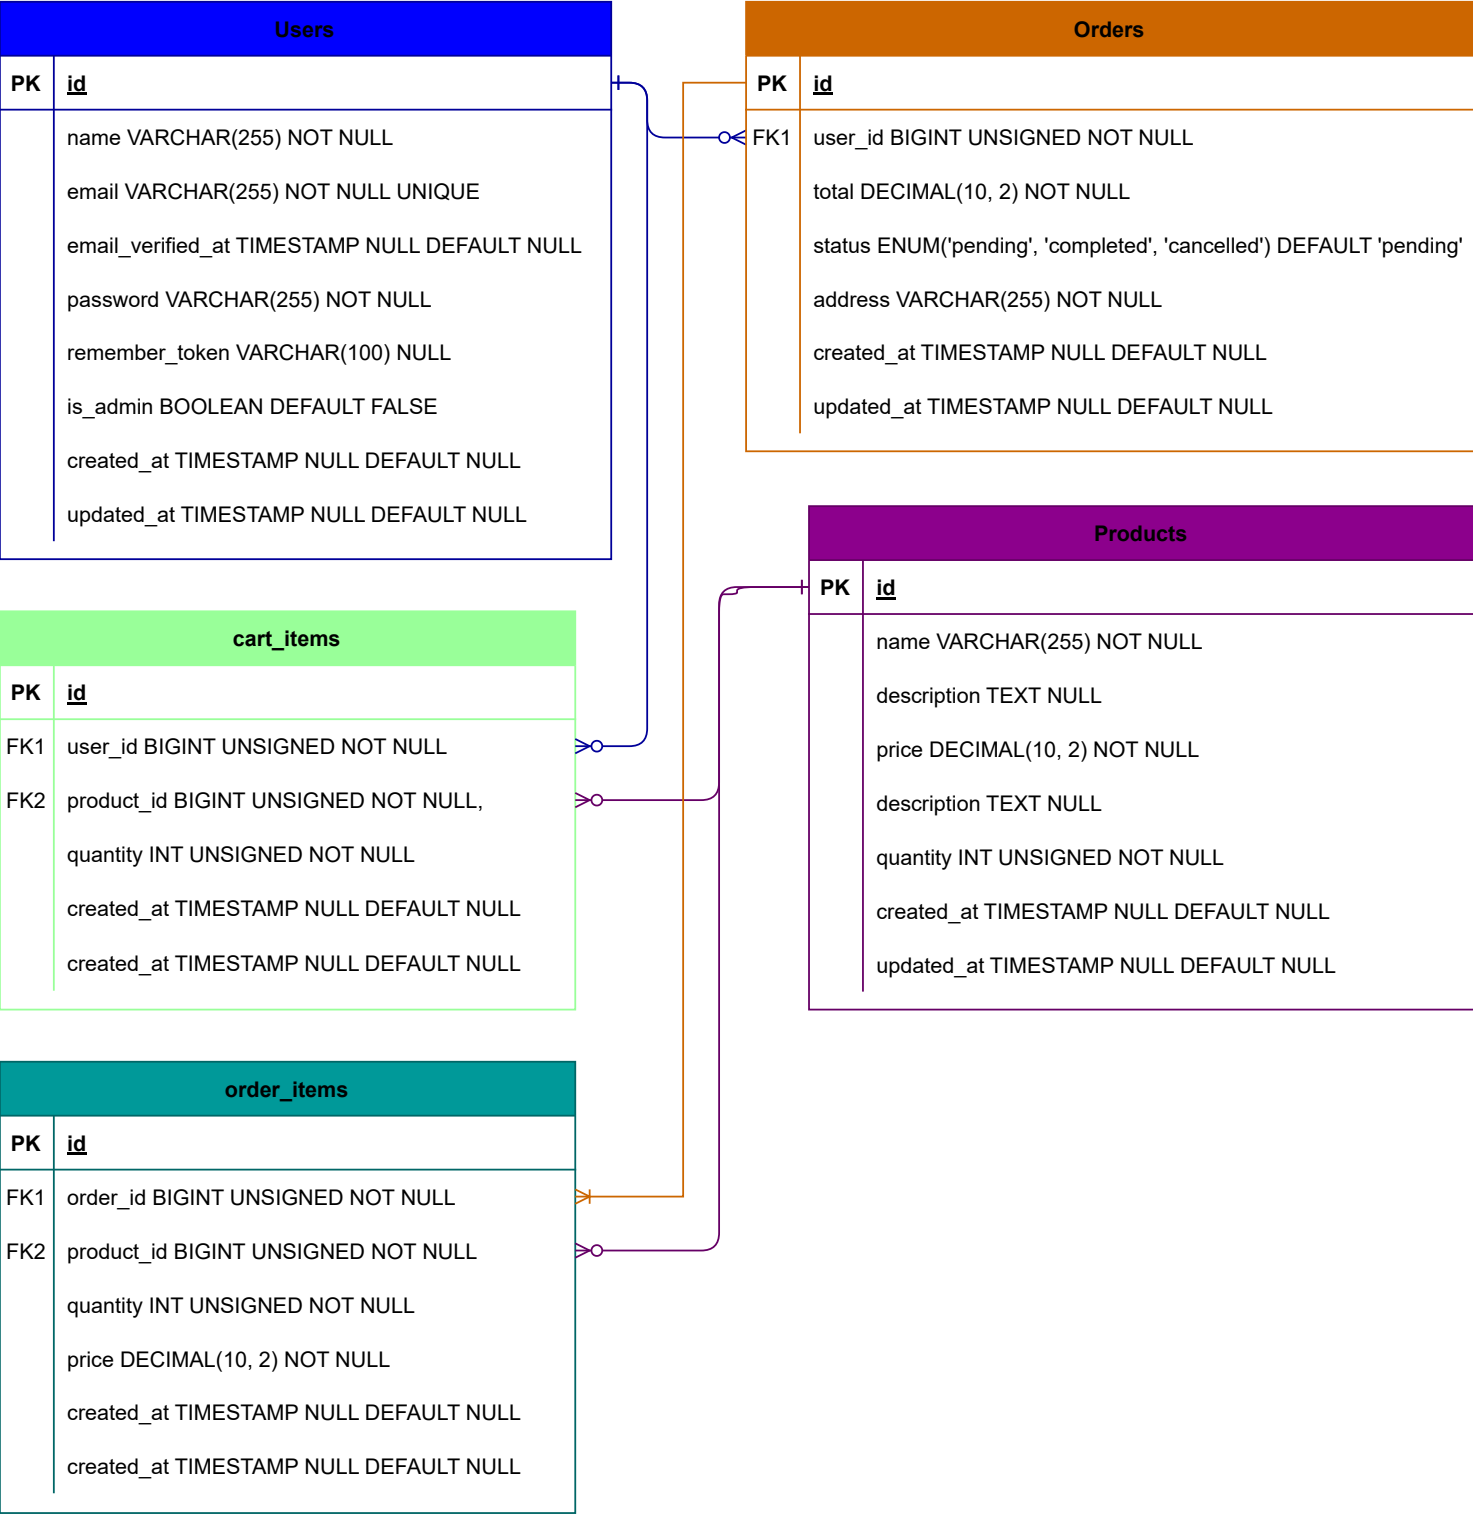 Users
PK id
name VARCHAR(255) NOT NULL
email VARCHAR(255) NOT NULL UNIQUE
email_verified_at TIMESTAMP NULL DEFAULT NULL
password VARCHAR(255) NOT NULL
remember_token VARCHAR(100) NULL
is_admin BOOLEAN DEFAULT FALSE
created_at TIMESTAMP NULL DEFAULT NULL
updated_at TIMESTAMP NULL DEFAULT NULL
Orders
PK id
FK1 user_id BIGINT UNSIGNED NOT NULL
total DECIMAL(10, 2) NOT NULL
status ENUM('pending', 'completed', 'cancelled') DEFAULT 'pending'
address VARCHAR(255) NOT NULL
created_at TIMESTAMP NULL DEFAULT NULL
updated_at TIMESTAMP NULL DEFAULT NULL
Products
PK id
name VARCHAR(255) NOT NULL
description TEXT NULL
price DECIMAL(10, 2) NOT NULL
description TEXT NULL
quantity INT UNSIGNED NOT NULL
created_at TIMESTAMP NULL DEFAULT NULL
updated_at TIMESTAMP NULL DEFAULT NULL
cart_items
PK id
FK1 user_id BIGINT UNSIGNED NOT NULL
FK2 product_id BIGINT UNSIGNED NOT NULL,
quantity INT UNSIGNED NOT NULL
created_at TIMESTAMP NULL DEFAULT NULL
created_at TIMESTAMP NULL DEFAULT NULL
order_items
PK id
FK1 order_id BIGINT UNSIGNED NOT NULL
FK2 product_id BIGINT UNSIGNED NOT NULL
quantity INT UNSIGNED NOT NULL
price DECIMAL(10, 2) NOT NULL
created_at TIMESTAMP NULL DEFAULT NULL
created_at TIMESTAMP NULL DEFAULT NULL